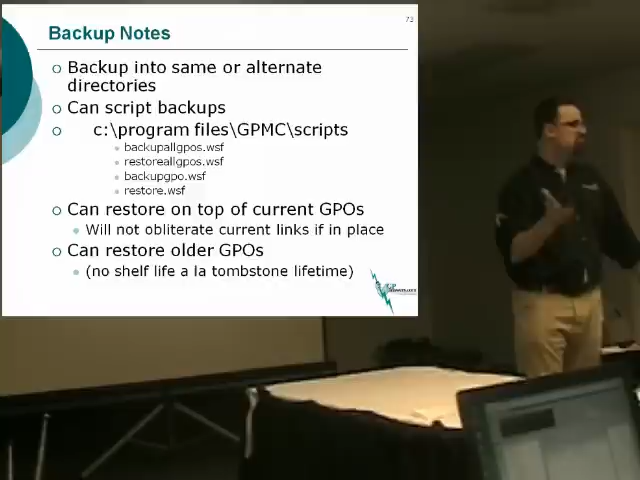 73
Backup Notes
Backup into same or alternate
directories
Can script backups
c:\program files\GPMC\scripts
backupallgpos.wsf
restoreallgpos.wsf
backupgpo.wsf
restore.wsf
Can restore on top of current GPOs
Will not obliterate current links if in place
Can restore older GPOs
(no shelf life a la tombstone lifetime)